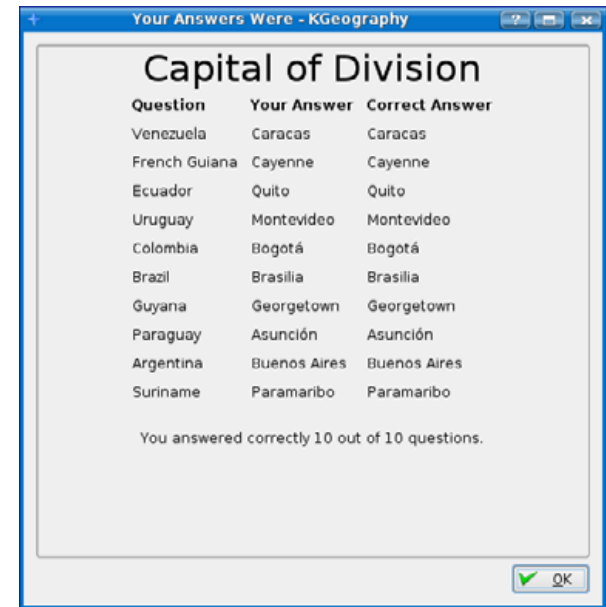 Your Answers Were - KGeography
Capital of Division
Question Your Answer Correct Answer
Venezuela Caracas Caracas
French Guiana Cayenne Cayenne
Ecuador Quito Quito
Uruguay Montevideo Montevideo
Colombia Bogotá Bogotá
Brazil Brasilia Brasilia
Guyana Georgetown Georgetown
Paraguay Asunción Asunción
Argentina Buenos Aires Buenos Aires
Suriname Paramaribo Paramaribo
You answered correctly 10 out of 10 questions.
OK